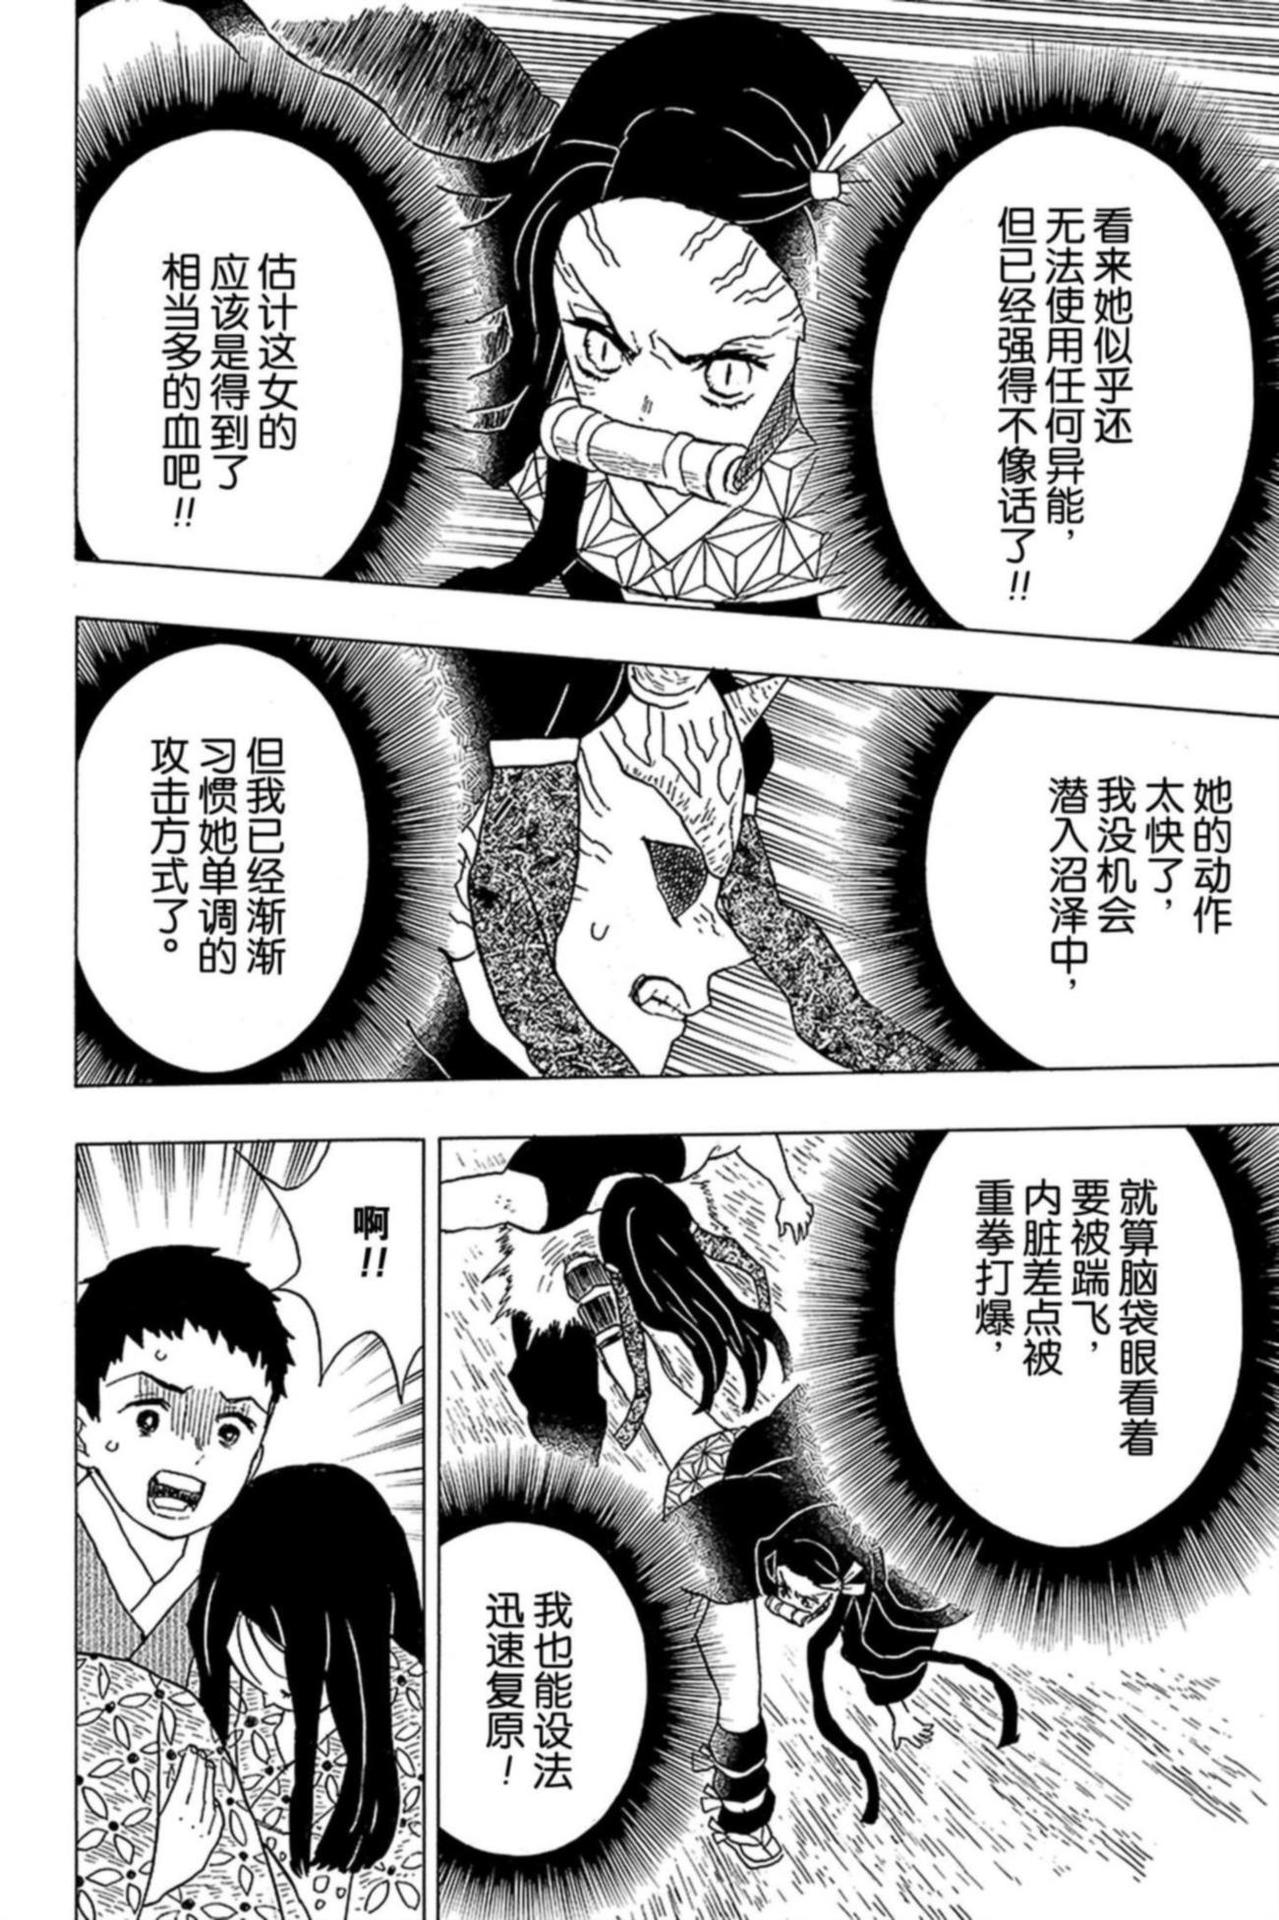 看来她似乎还
无法使用任何异能，
但已经强得不像话了!!
估计这女的
应该是得到了
相当多的血吧!!
她的动作
太快了，
我没机会
潜入沼泽中，
但我已经渐渐
习惯她单调的
攻击方式了。
就算脑袋眼看着
要被踹飞，
内脏差点被
重拳打爆，
我也能设法
迅速复原！
啊!!